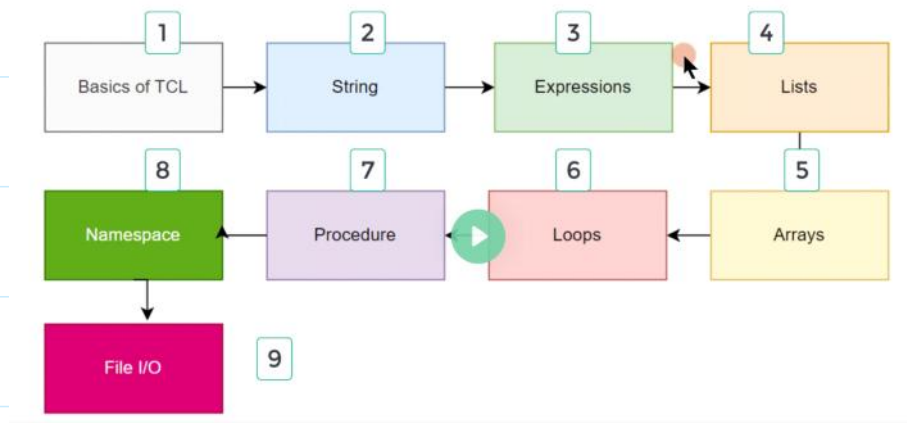 1
2
3
4
Basics of TCL
String
Expressions
Lists
8
7
6
5
Namespace
Procedure
Loops
Arrays
File I/O
9